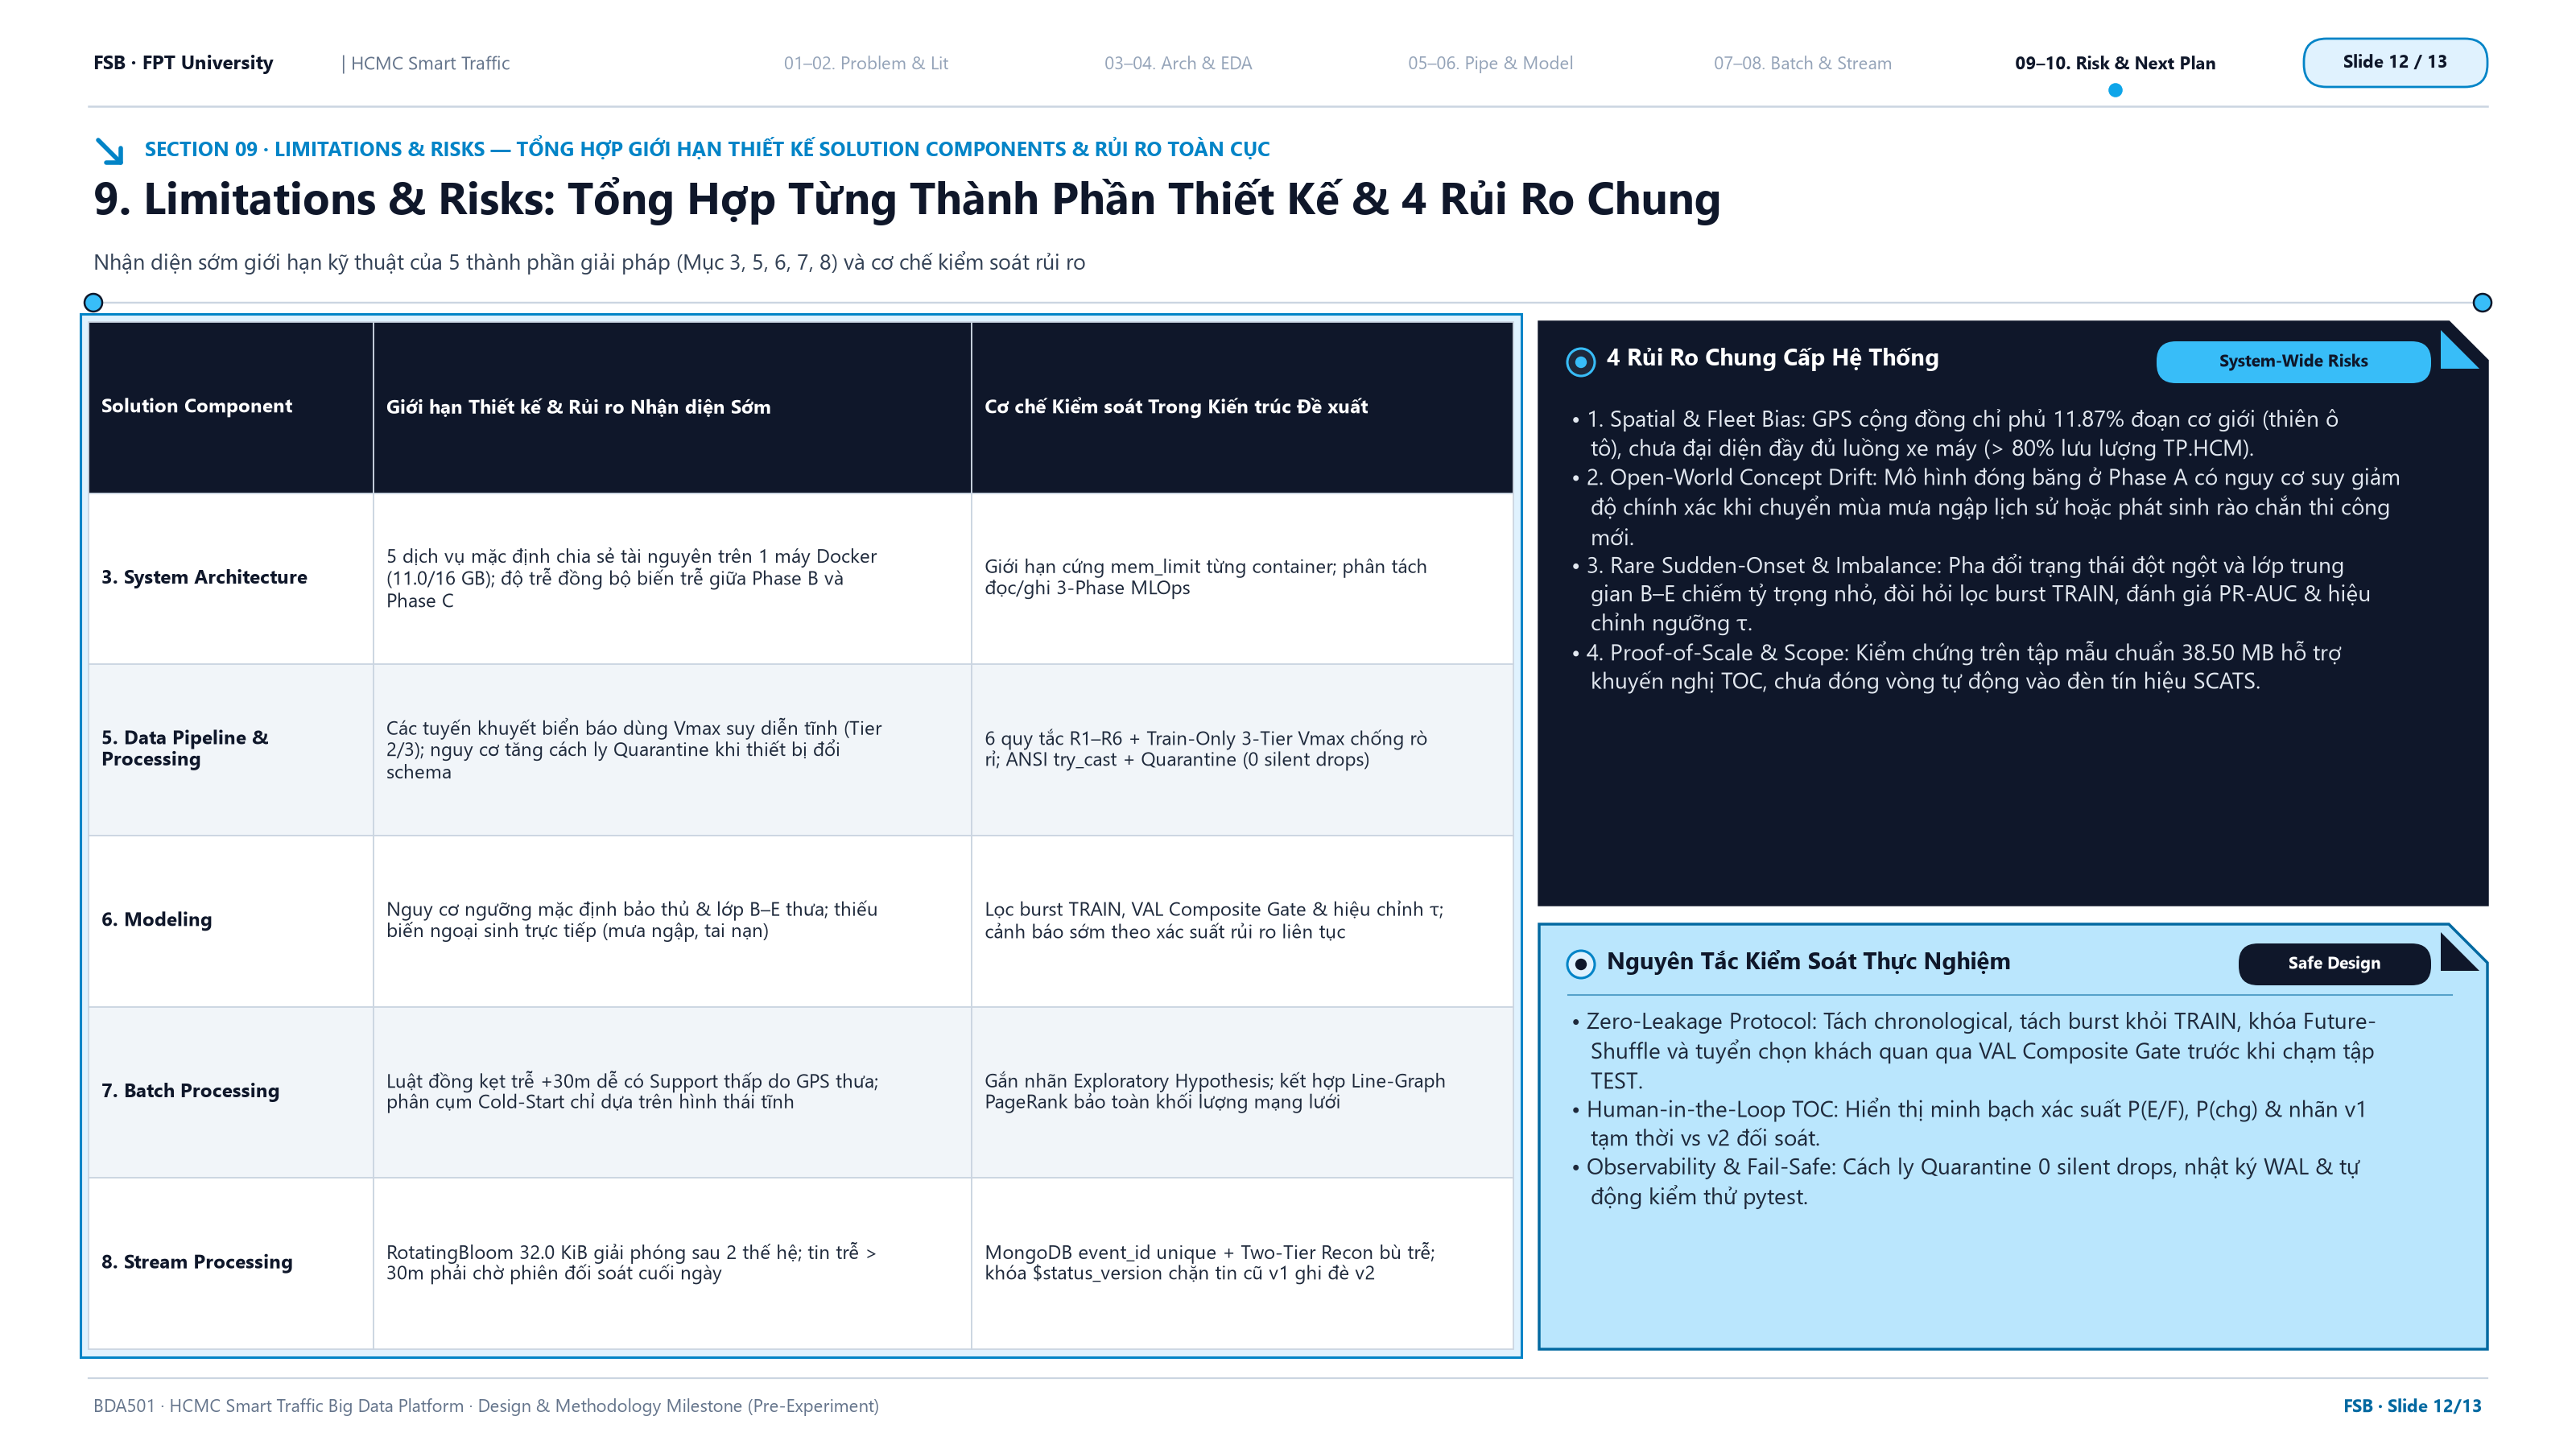 FSB · FPT University | HCMC Smart Traffic 01–02. Problem & Lit 03–04. Arch & EDA 05–06. Pipe & Model 07–08. Batch & Stream 09–10. Risk & Next Plan Slide 12 / 13
SECTION 09 · LIMITATIONS & RISKS — TỔNG HỢP GIỚI HẠN THIẾT KẾ SOLUTION COMPONENTS & RỦI RO TOÀN CỤC
9. Limitations & Risks: Tổng Hợp Từng Thành Phần Thiết Kế & 4 Rủi Ro Chung
Nhận diện sớm giới hạn kỹ thuật của 5 thành phần giải pháp (Mục 3, 5, 6, 7, 8) và cơ chế kiểm soát rủi ro
Solution Component
Giới hạn Thiết kế & Rủi ro Nhận diện Sớm
Cơ chế Kiểm soát Trong Kiến trúc Đề xuất
3. System Architecture
5 dịch vụ mặc định chia sẻ tài nguyên trên 1 máy Docker
(11.0/16 GB); độ trễ đồng bộ biến trễ giữa Phase B và
Phase C
Giới hạn cứng mem_limit từng container; phân tách
đọc/ghi 3-Phase MLOps
5. Data Pipeline &
Processing
Các tuyến khuyết biển báo dùng Vmax suy diễn tĩnh (Tier
2/3); nguy cơ tăng cách ly Quarantine khi thiết bị đổi
schema
6 quy tắc R1–R6 + Train-Only 3-Tier Vmax chống rò
rỉ; ANSI try_cast + Quarantine (0 silent drops)
6. Modeling
Nguy cơ ngưỡng mặc định bảo thủ & lớp B–E thưa; thiếu
biến ngoại sinh trực tiếp (mưa ngập, tai nạn)
Lọc burst TRAIN, VAL Composite Gate & hiệu chỉnh τ;
cảnh báo sớm theo xác suất rủi ro liên tục
7. Batch Processing
Luật đồng kẹt trễ +30m dễ có Support thấp do GPS thưa;
phân cụm Cold-Start chỉ dựa trên hình thái tĩnh
Gắn nhãn Exploratory Hypothesis; kết hợp Line-Graph
PageRank bảo toàn khối lượng mạng lưới
8. Stream Processing
RotatingBloom 32.0 KiB giải phóng sau 2 thế hệ; tin trễ >
30m phải chờ phiên đối soát cuối ngày
MongoDB event_id unique + Two-Tier Recon bù trễ;
khóa $status_version chặn tin cũ v1 ghi đè v2
4 Rủi Ro Chung Cấp Hệ Thống
System-Wide Risks
• 1. Spatial & Fleet Bias: GPS cộng đồng chỉ phủ 11.87% đoạn cơ giới (thiên ô
tô), chưa đại diện đầy đủ luồng xe máy (> 80% lưu lượng TP.HCM).
• 2. Open-World Concept Drift: Mô hình đóng băng ở Phase A có nguy cơ suy giảm
độ chính xác khi chuyển mùa mưa ngập lịch sử hoặc phát sinh rào chắn thi công
mới.
• 3. Rare Sudden-Onset & Imbalance: Pha đổi trạng thái đột ngột và lớp trung
gian B–E chiếm tỷ trọng nhỏ, đòi hỏi lọc burst TRAIN, đánh giá PR-AUC & hiệu
chỉnh ngưỡng τ.
• 4. Proof-of-Scale & Scope: Kiểm chứng trên tập mẫu chuẩn 38.50 MB hỗ trợ
khuyến nghị TOC, chưa đóng vòng tự động vào đèn tín hiệu SCATS.
Nguyên Tắc Kiểm Soát Thực Nghiệm
Safe Design
• Zero-Leakage Protocol: Tách chronological, tách burst khỏi TRAIN, khóa Future-
Shuffle và tuyển chọn khách quan qua VAL Composite Gate trước khi chạm tập
TEST.
• Human-in-the-Loop TOC: Hiển thị minh bạch xác suất P(E/F), P(chg) & nhãn v1
tạm thời vs v2 đối soát.
• Observability & Fail-Safe: Cách ly Quarantine 0 silent drops, nhật ký WAL & tự
động kiểm thử pytest.
BDA501 · HCMC Smart Traffic Big Data Platform · Design & Methodology Milestone (Pre-Experiment)
FSB · Slide 12/13